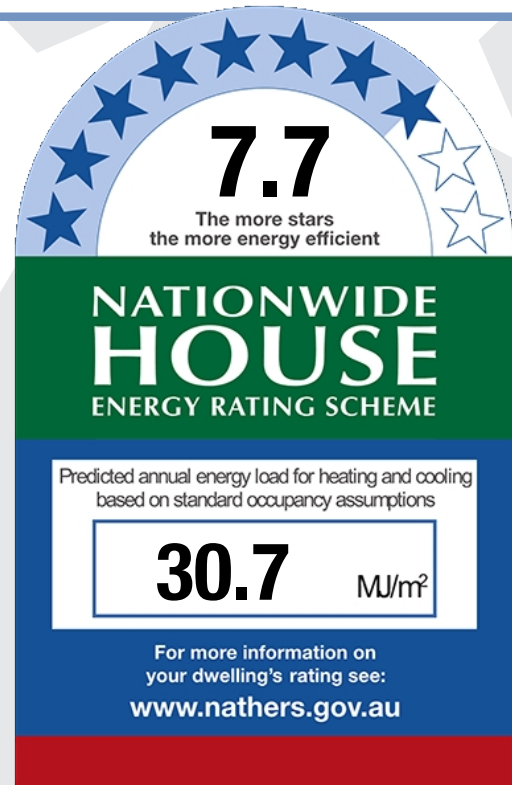 7.7
The more stars
the more energy efficient
NATIONWIDE
HOUSE
ENERGY RATING SCHEME
Predicted annual energy load for heating and cooling
based on standard occupancy assumptions
30.7 MJ/m²
For more information on
your dwelling's rating see:
www.nathers.gov.au